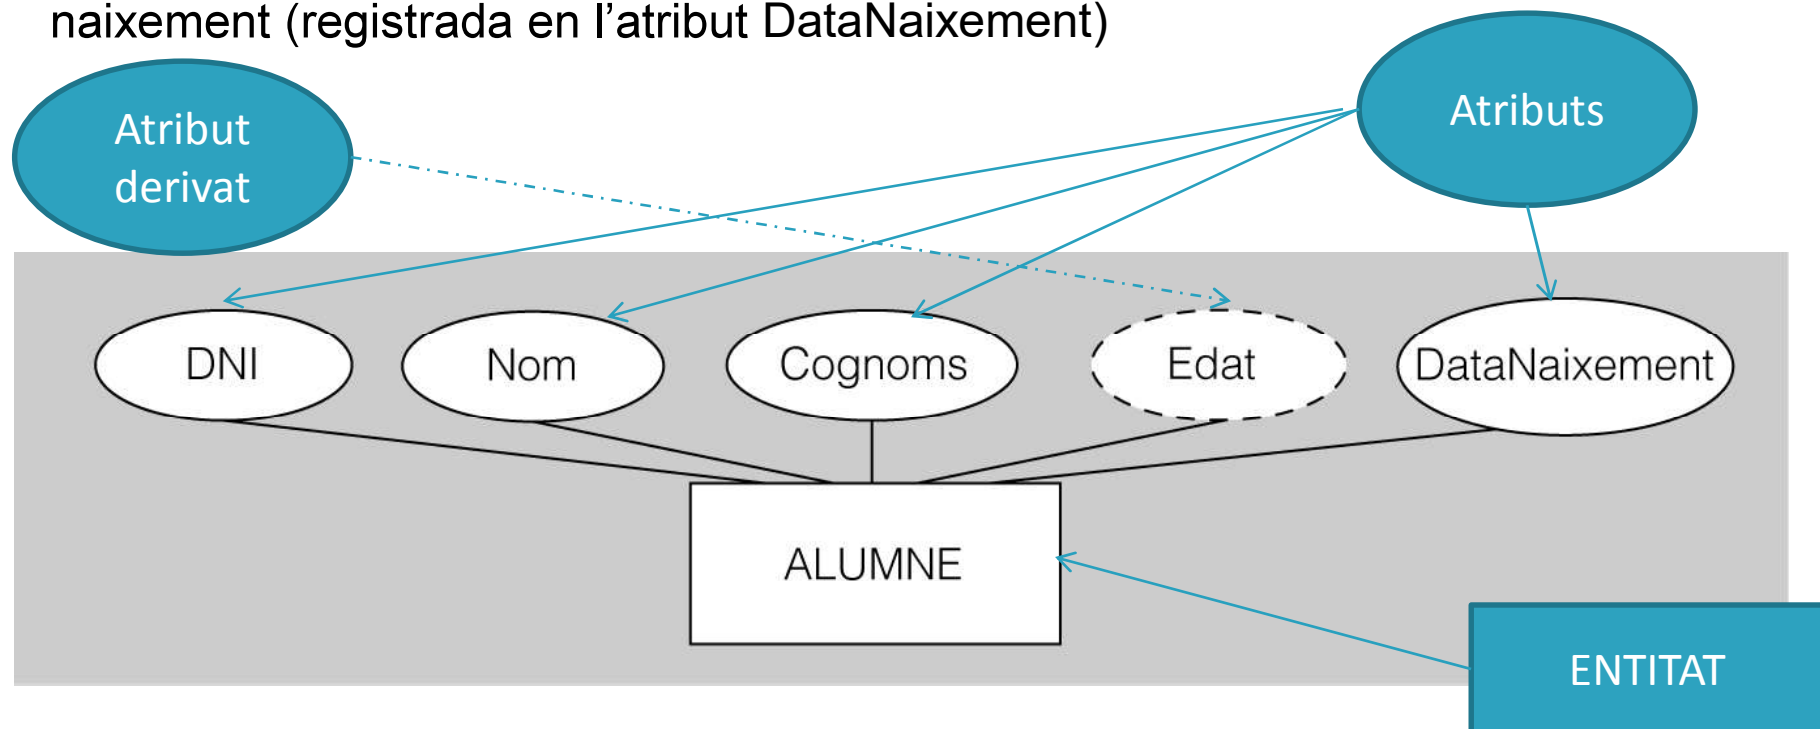 naixement (registrada en l’atribut DataNaixement)
Atribut
derivat
Atributs
DNI
Nom
Cognoms
Edat
DataNaixement
ALUMNE
ENTITAT